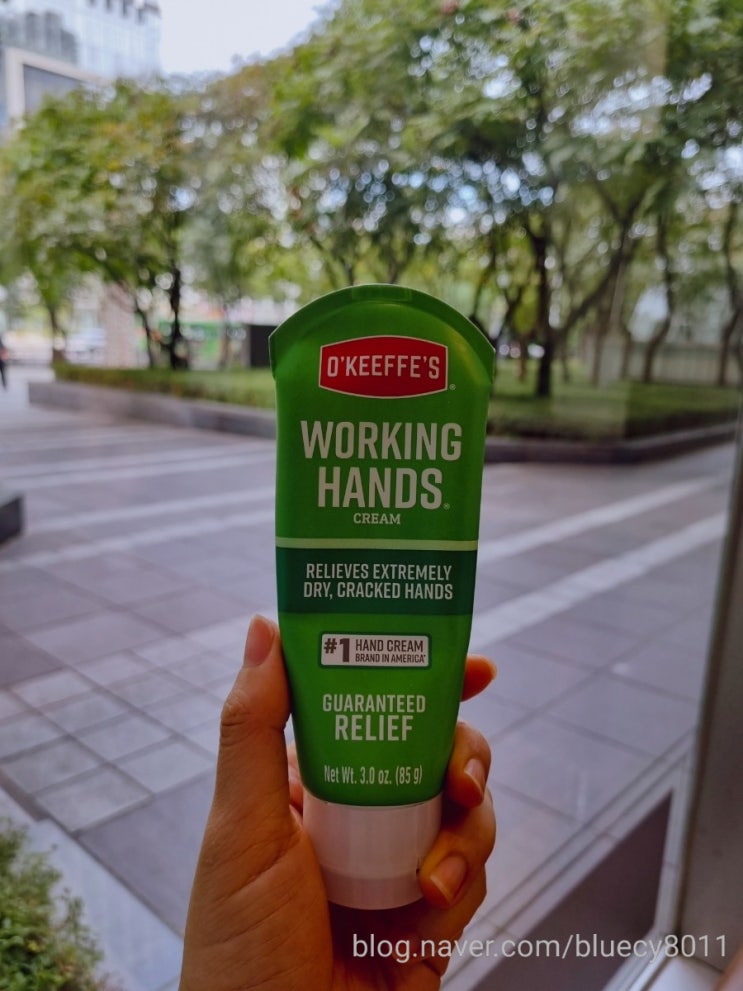 O'KEEFFE'S®
WORKING
HANDS®
CREAM
RELIEVES EXTREMELY
DRY, CRACKED HANDS
#1 HAND CREAM
BRAND IN AMERICA*
GUARANTEED
RELIEF
Net Wt. 3.0 oz. (85 g)
blog.naver.com/bluecy8011